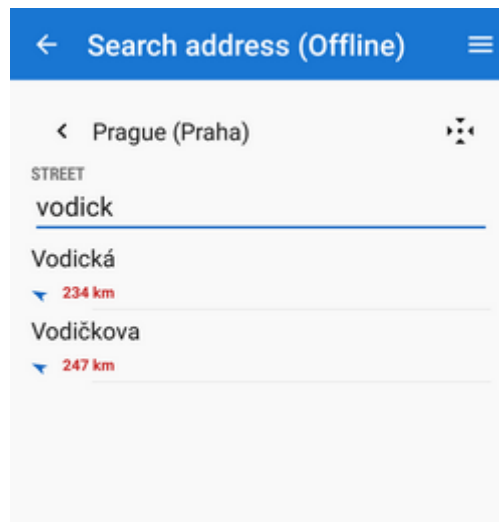 Search address (Offline)
Prague (Praha)
STREET
vodick
Vodická
234 km
Vodičkova
247 km